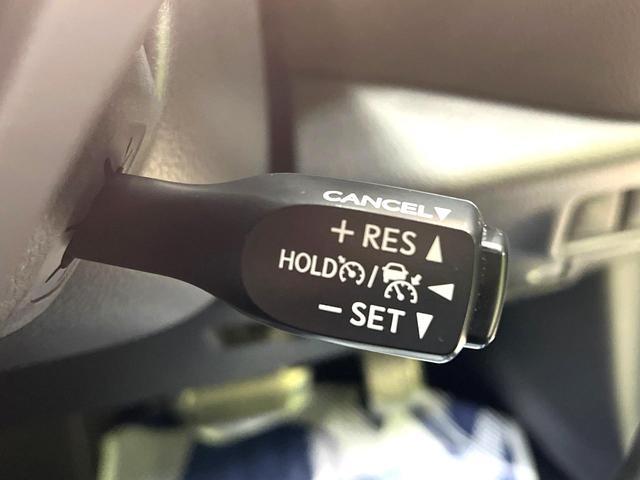 CANCEL▼
+ RES ▲
HOLD / ◀
− SET ▼